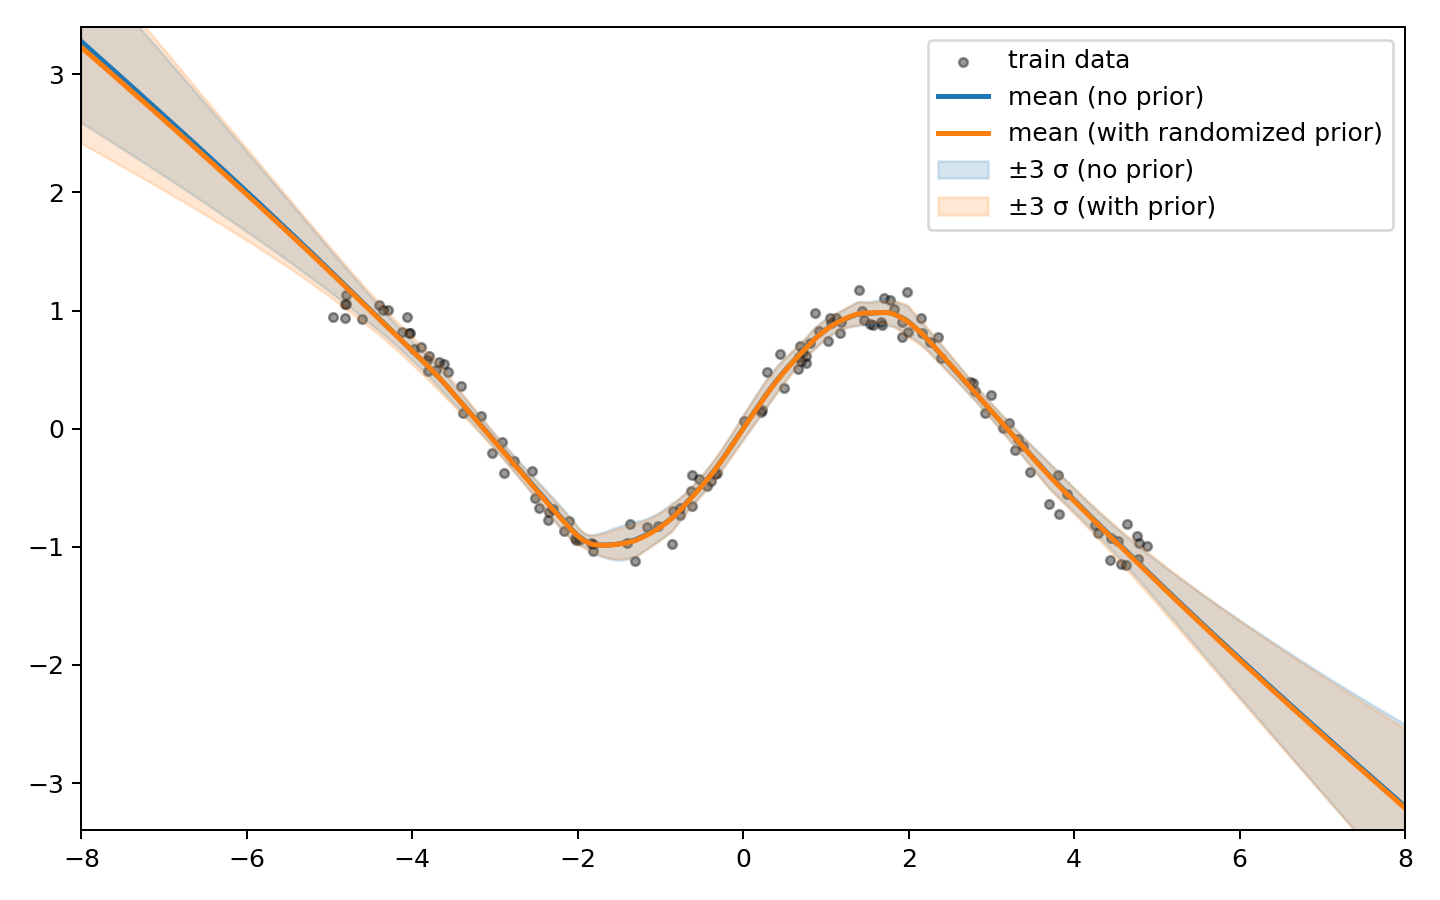 train data
mean (no prior)
mean (with randomized prior)
±3 σ (no prior)
±3 σ (with prior)
3
2
1
0
−1
−2
−3
−8 −6 −4 −2 0 2 4 6 8